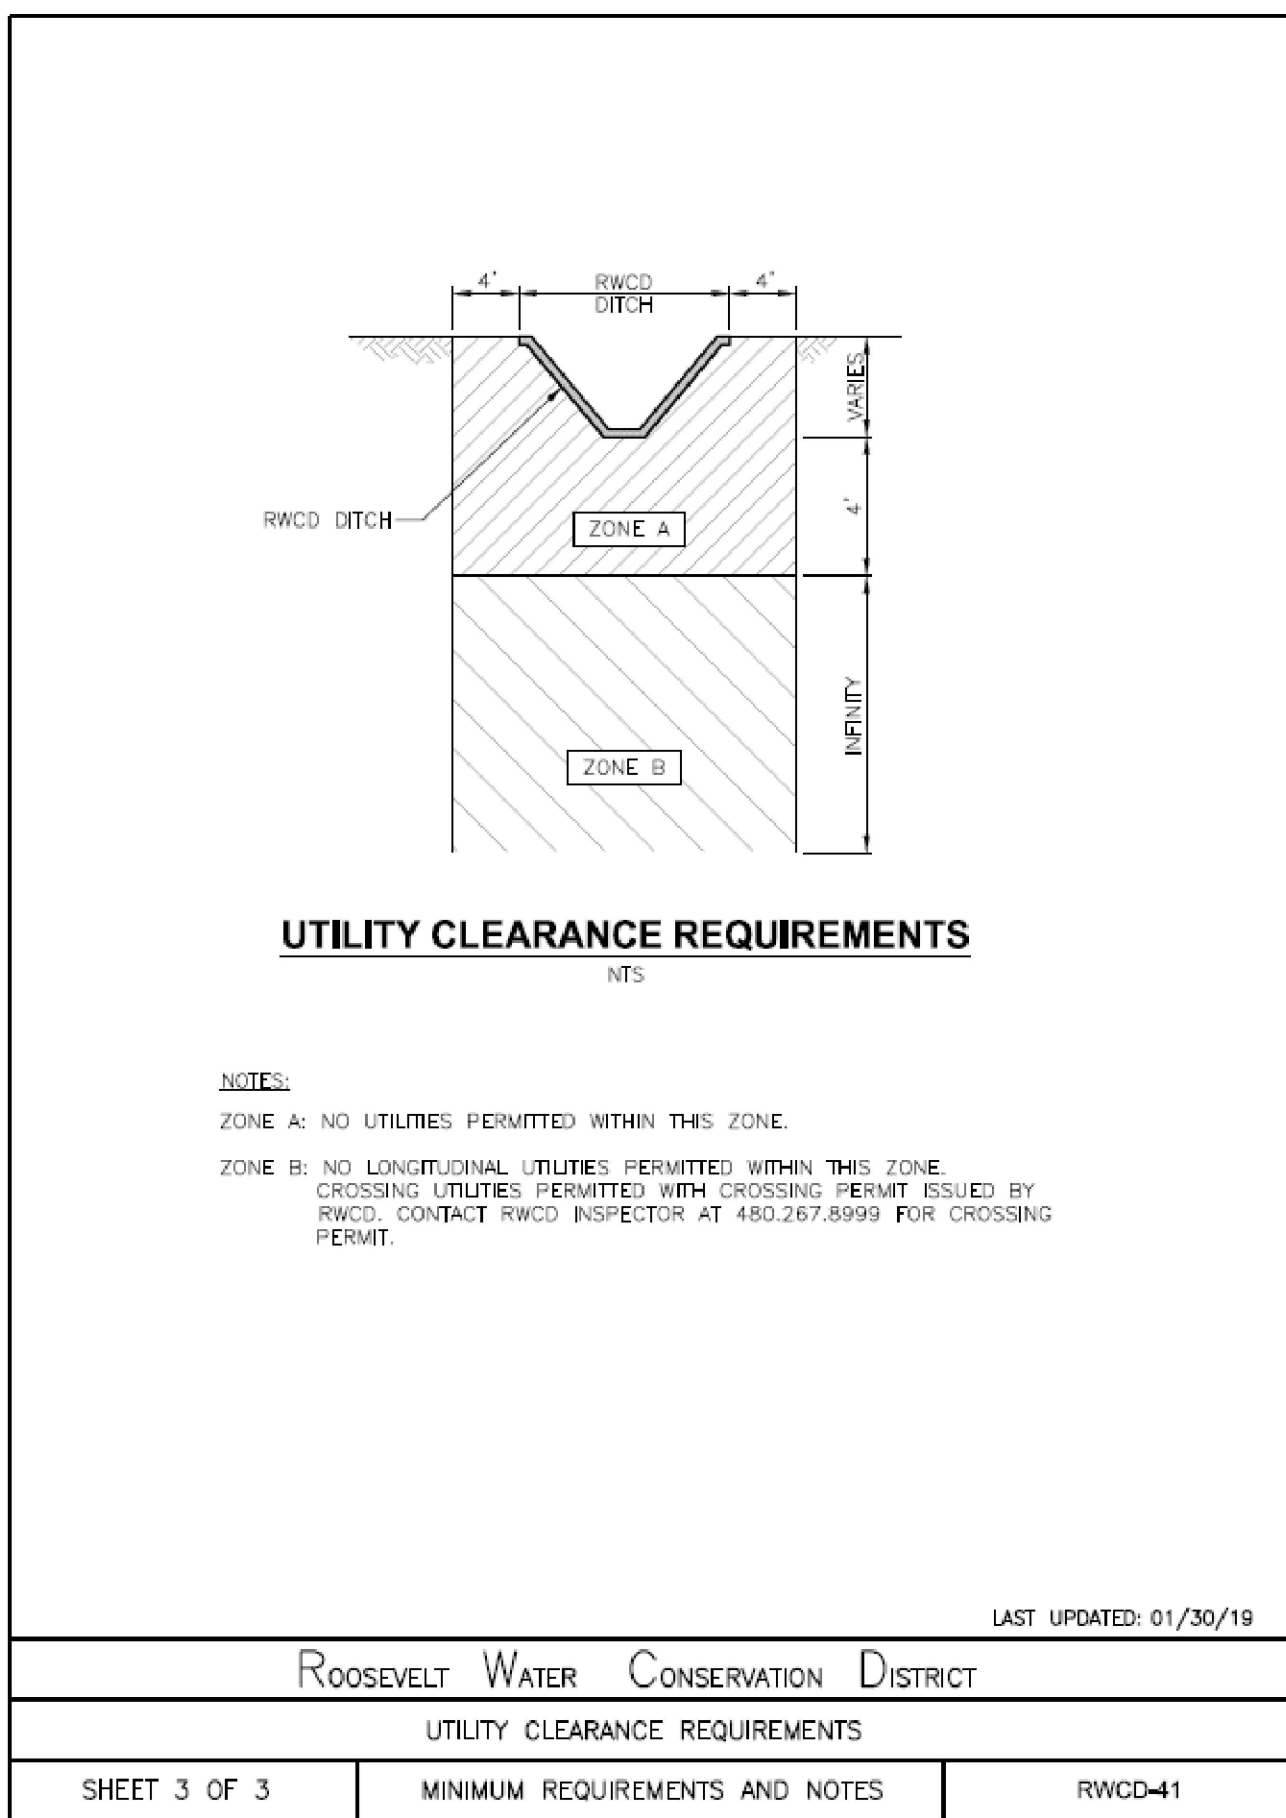 4'
RWCD
DITCH
4'
VARIES
4'
RWCD DITCH
ZONE A
INFINITY
ZONE B
UTILITY CLEARANCE REQUIREMENTS
NTS
NOTES:
ZONE A: NO UTILITIES PERMITTED WITHIN THIS ZONE.
ZONE B: NO LONGITUDINAL UTILITIES PERMITTED WITHIN THIS ZONE.
CROSSING UTILITIES PERMITTED WITH CROSSING PERMIT ISSUED BY
RWCD. CONTACT RWCD INSPECTOR AT 480.267.8999 FOR CROSSING
PERMIT.
LAST UPDATED: 01/30/19
ROOSEVELT WATER CONSERVATION DISTRICT
UTILITY CLEARANCE REQUIREMENTS
SHEET 3 OF 3
MINIMUM REQUIREMENTS AND NOTES
RWCD-41